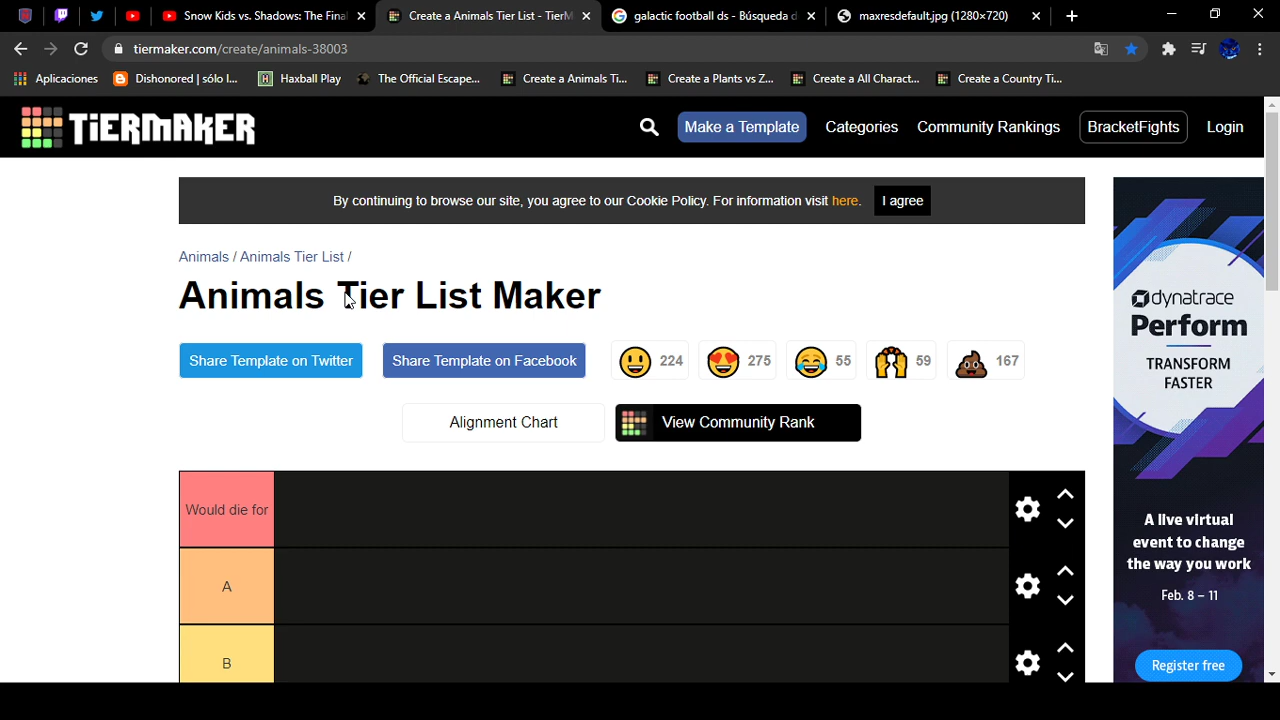 Snow Kids vs. Shadows: The Final
Create a Animals Tier List - TierM
galactic football ds - Búsqueda d
maxresdefault.jpg (1280×720)
tiermaker.com/create/animals-38003
Aplicaciones
Dishonored | sólo l...
Haxball Play
The Official Escape...
Create a Animals Ti...
Create a Plants vs Z...
Create a All Charact...
Create a Country Ti...
TiERMAKER
Make a Template
Categories
Community Rankings
BracketFights
Login
By continuing to browse our site, you agree to our Cookie Policy. For information visit here.
I agree
Animals / Animals Tier List /
Animals Tier List Maker
Share Template on Twitter
Share Template on Facebook
224
275
55
59
167
Alignment Chart
View Community Rank
Would die for
A
B
dynatrace
Perform
TRANSFORM
FASTER
A live virtual
event to change
the way you work
Feb. 8 – 11
Register free